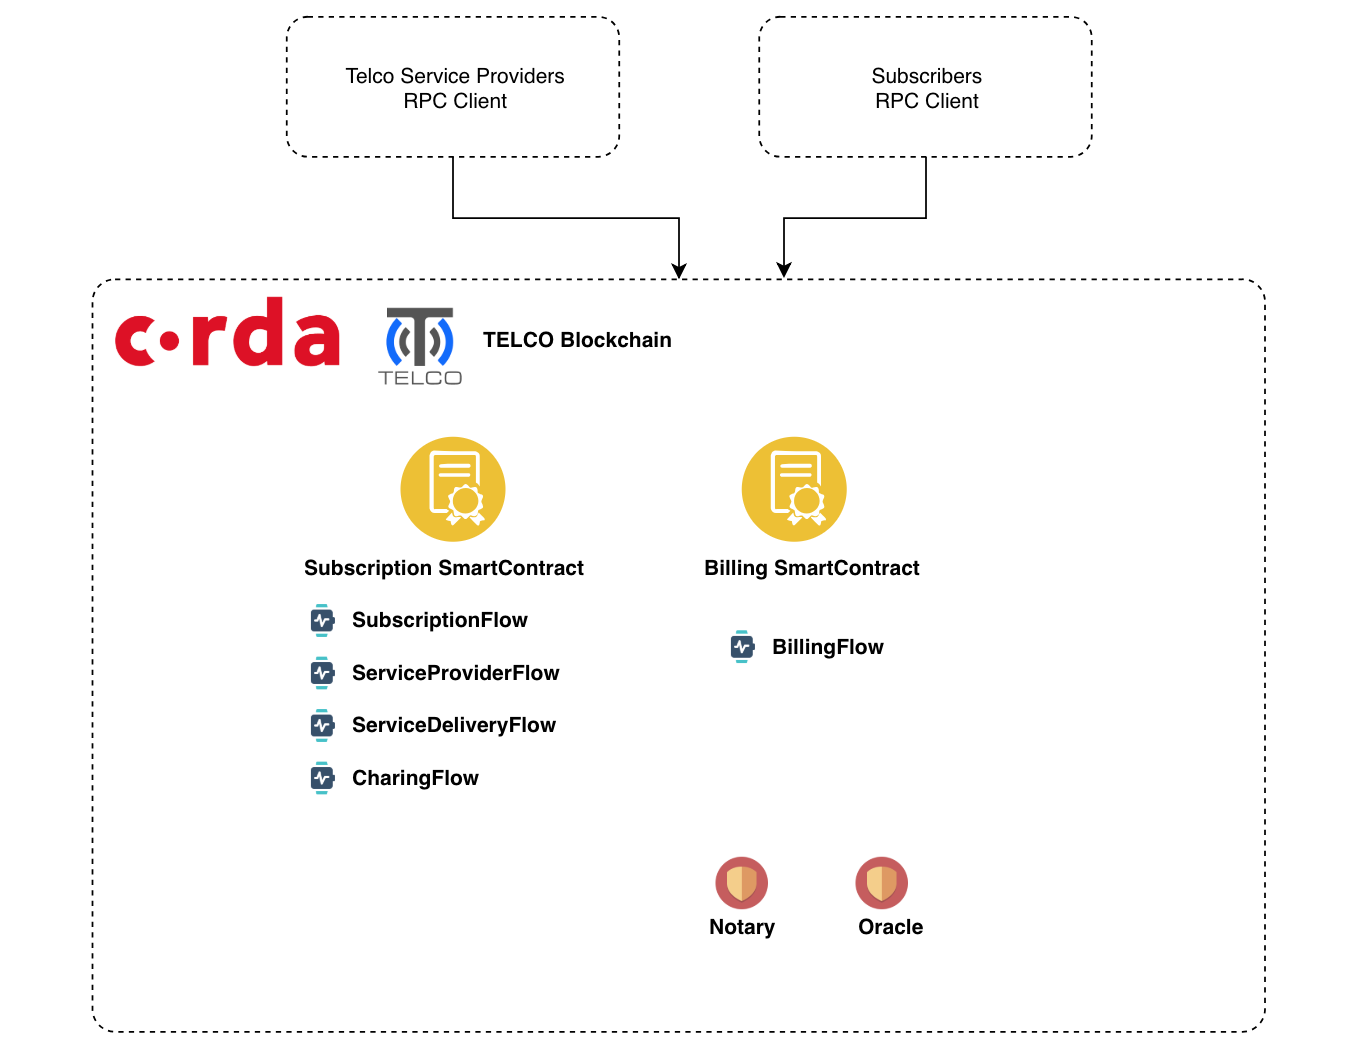 Telco Service Providers
RPC Client
Subscribers
RPC Client
corda
TELCO
TELCO Blockchain
Subscription SmartContract
SubscriptionFlow
ServiceProviderFlow
ServiceDeliveryFlow
CharingFlow
Billing SmartContract
BillingFlow
Notary
Oracle